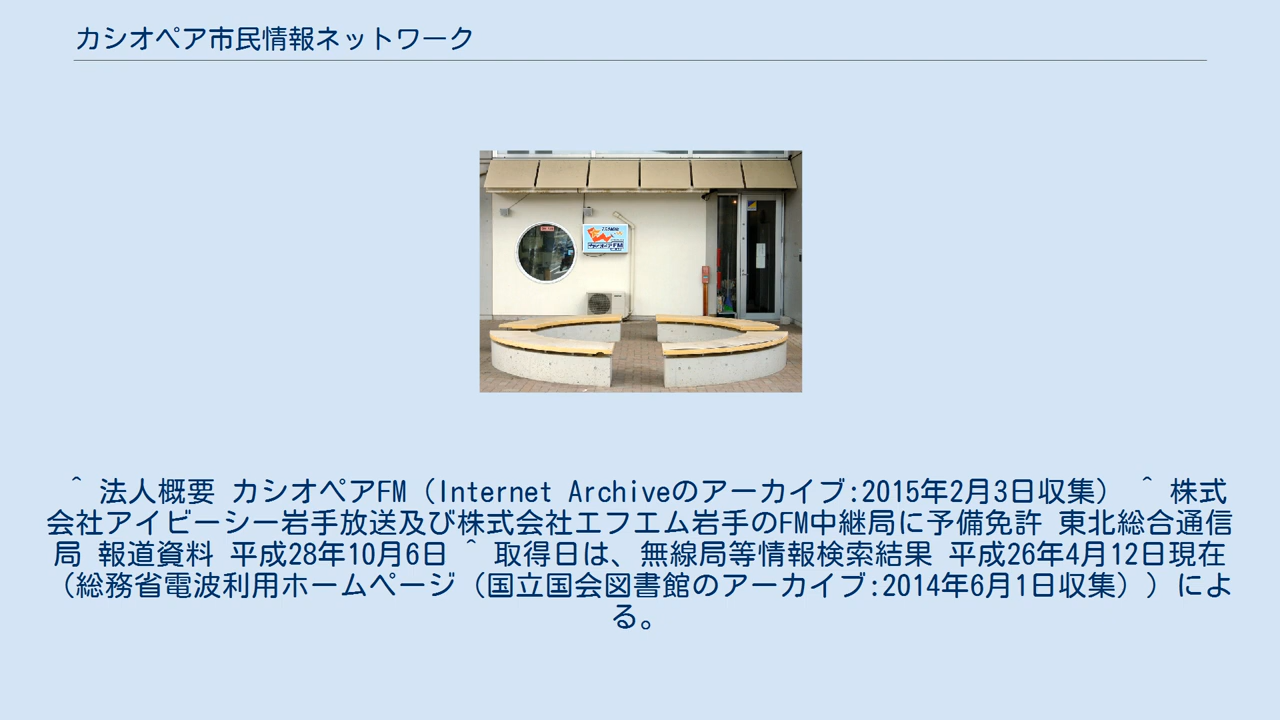 カシオペア市民情報ネットワーク
カシオペアFM
^ 法人概要 カシオペアFM（Internet Archiveのアーカイブ:2015年2月3日収集） ^ 株式
会社アイビーシー岩手放送及び株式会社エフエム岩手のFM中継局に予備免許 東北総合通信
局 報道資料 平成28年10月6日 ^ 取得日は、無線局等情報検索結果 平成26年4月12日現在
（総務省電波利用ホームページ（国立国会図書館のアーカイブ:2014年6月1日収集））によ
る。